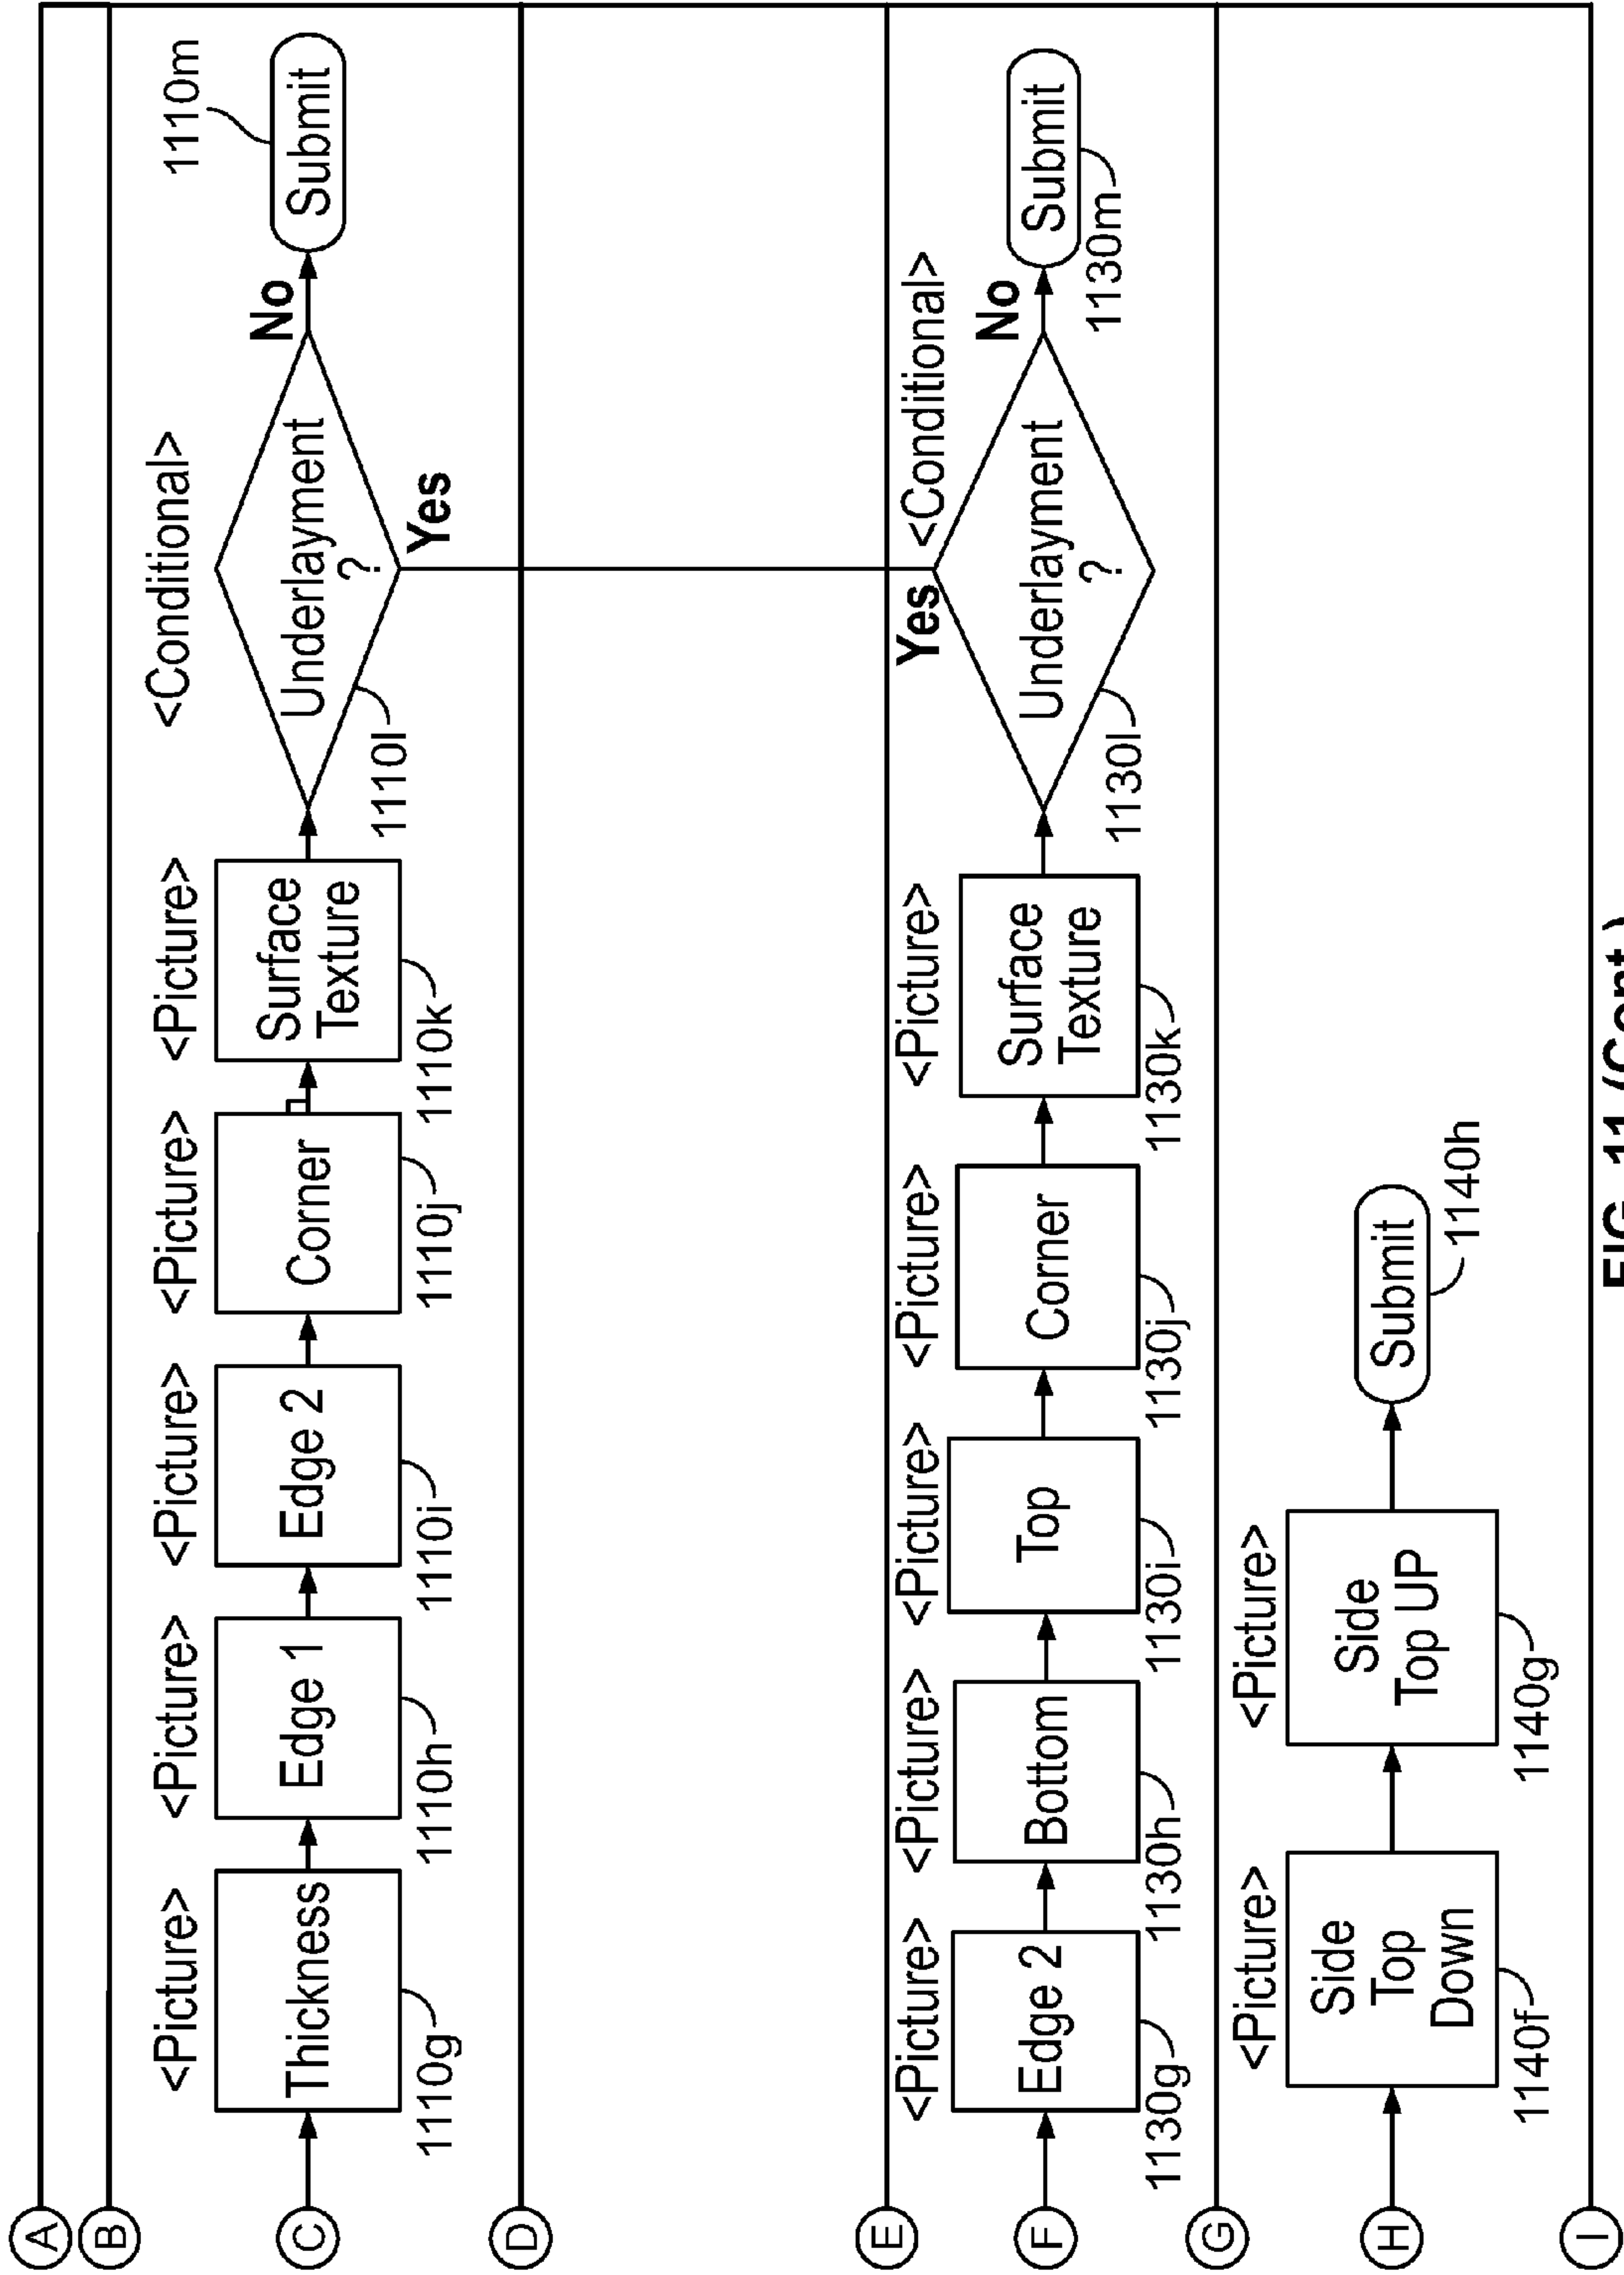 A
B
<Picture>
<Picture>
<Picture>
<Picture>
<Picture>
<Conditional>
1110m
C
Thickness
Edge 1
Edge 2
Corner
Surface
Texture
Underlayment
?
No
Submit
1110g
1110h
1110i
1110j
1110k
1110l
Yes
D
E
<Picture>
<Picture>
<Picture>
<Picture>
<Picture>
Yes
<Conditional>
F
Edge 2
Bottom
Top
Corner
Surface
Texture
Underlayment
?
No
Submit
1130g
1130h
1130i
1130j
1130k
1130l
1130m
G
<Picture>
<Picture>
H
Side
Top
Down
Side
Top UP
Submit
1140f
1140g
1140h
I
FIG. 11 (Cont.)